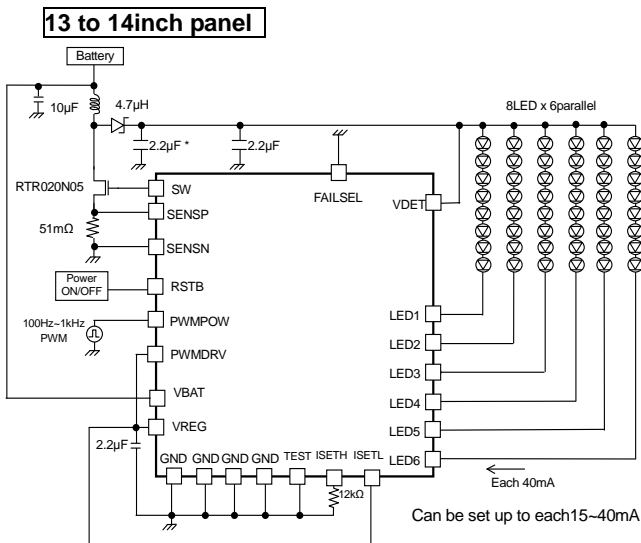 13 to 14inch panel
Battery
10µF
4.7µH
8LED x 6parallel
2.2µF *
2.2µF
RTR020N05
SW
FAILSEL
SENSP
VDET
51mΩ
SENSN
Power
ON/OFF
RSTB
100Hz~1kHz
PWM
PWMPOW
LED1
LED2
PWMDRV
LED3
VBAT
LED4
VREG
LED5
2.2µF
GND GND GND GND TEST ISETH ISETL
LED6
Each 40mA
12kΩ
Can be set up to each15~40mA